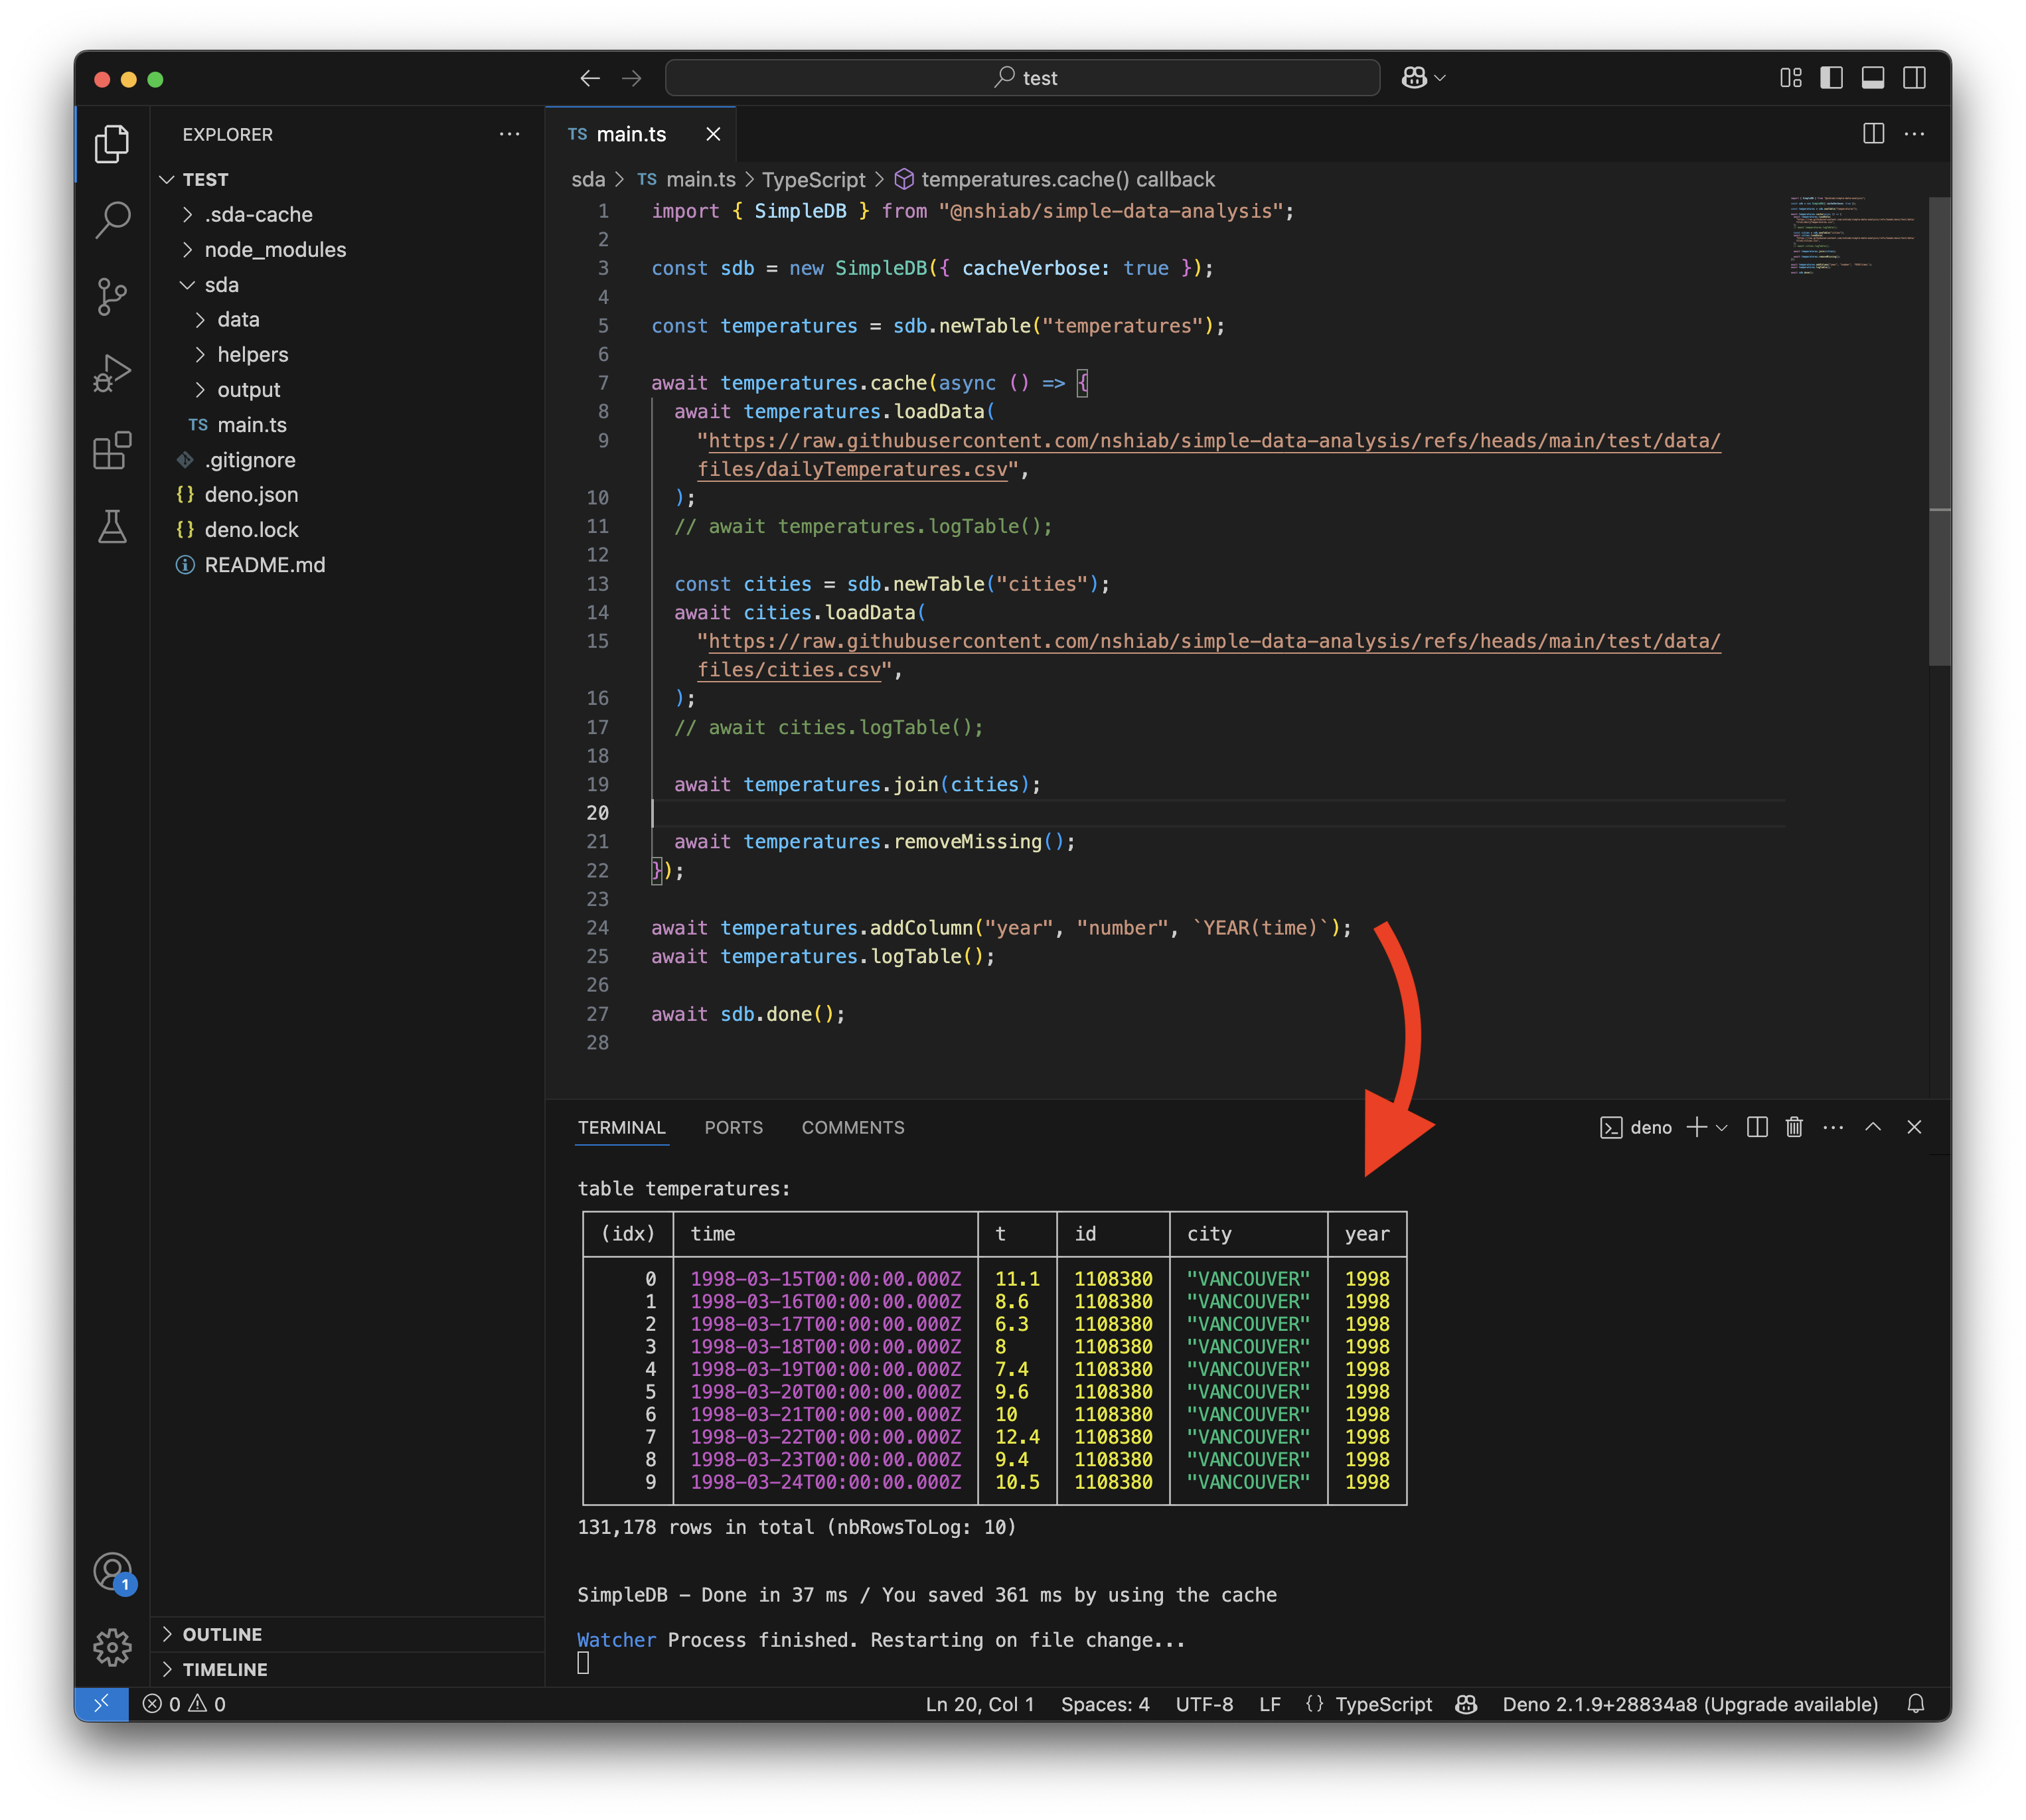 test
EXPLORER
TEST
.sda-cache
node_modules
sda
data
helpers
output
TS main.ts
.gitignore
{} deno.json
{} deno.lock
README.md
OUTLINE
TIMELINE
TS main.ts
sda > TS main.ts > TypeScript > temperatures.cache() callback
1 import { SimpleDB } from "@nshiab/simple-data-analysis";
2
3 const sdb = new SimpleDB({ cacheVerbose: true });
4
5 const temperatures = sdb.newTable("temperatures");
6
7 await temperatures.cache(async () => {
8 await temperatures.loadData(
9 "https://raw.githubusercontent.com/nshiab/simple-data-analysis/refs/heads/main/test/data/
files/dailyTemperatures.csv",
10 );
11 // await temperatures.logTable();
12
13 const cities = sdb.newTable("cities");
14 await cities.loadData(
15 "https://raw.githubusercontent.com/nshiab/simple-data-analysis/refs/heads/main/test/data/
files/cities.csv",
16 );
17 // await cities.logTable();
18
19 await temperatures.join(cities);
20
21 await temperatures.removeMissing();
22 });
23
24 await temperatures.addColumn("year", "number", `YEAR(time)`);
25 await temperatures.logTable();
26
27 await sdb.done();
28
TERMINAL PORTS COMMENTS deno
table temperatures:
(idx) time t id city year
0 1998-03-15T00:00:00.000Z 11.1 1108380 "VANCOUVER" 1998
1 1998-03-16T00:00:00.000Z 8.6 1108380 "VANCOUVER" 1998
2 1998-03-17T00:00:00.000Z 6.3 1108380 "VANCOUVER" 1998
3 1998-03-18T00:00:00.000Z 8 1108380 "VANCOUVER" 1998
4 1998-03-19T00:00:00.000Z 7.4 1108380 "VANCOUVER" 1998
5 1998-03-20T00:00:00.000Z 9.6 1108380 "VANCOUVER" 1998
6 1998-03-21T00:00:00.000Z 10 1108380 "VANCOUVER" 1998
7 1998-03-22T00:00:00.000Z 12.4 1108380 "VANCOUVER" 1998
8 1998-03-23T00:00:00.000Z 9.4 1108380 "VANCOUVER" 1998
9 1998-03-24T00:00:00.000Z 10.5 1108380 "VANCOUVER" 1998
131,178 rows in total (nbRowsToLog: 10)
SimpleDB – Done in 37 ms / You saved 361 ms by using the cache
Watcher Process finished. Restarting on file change...
1
0 0 Ln 20, Col 1 Spaces: 4 UTF-8 LF {} TypeScript Deno 2.1.9+28834a8 (Upgrade available)